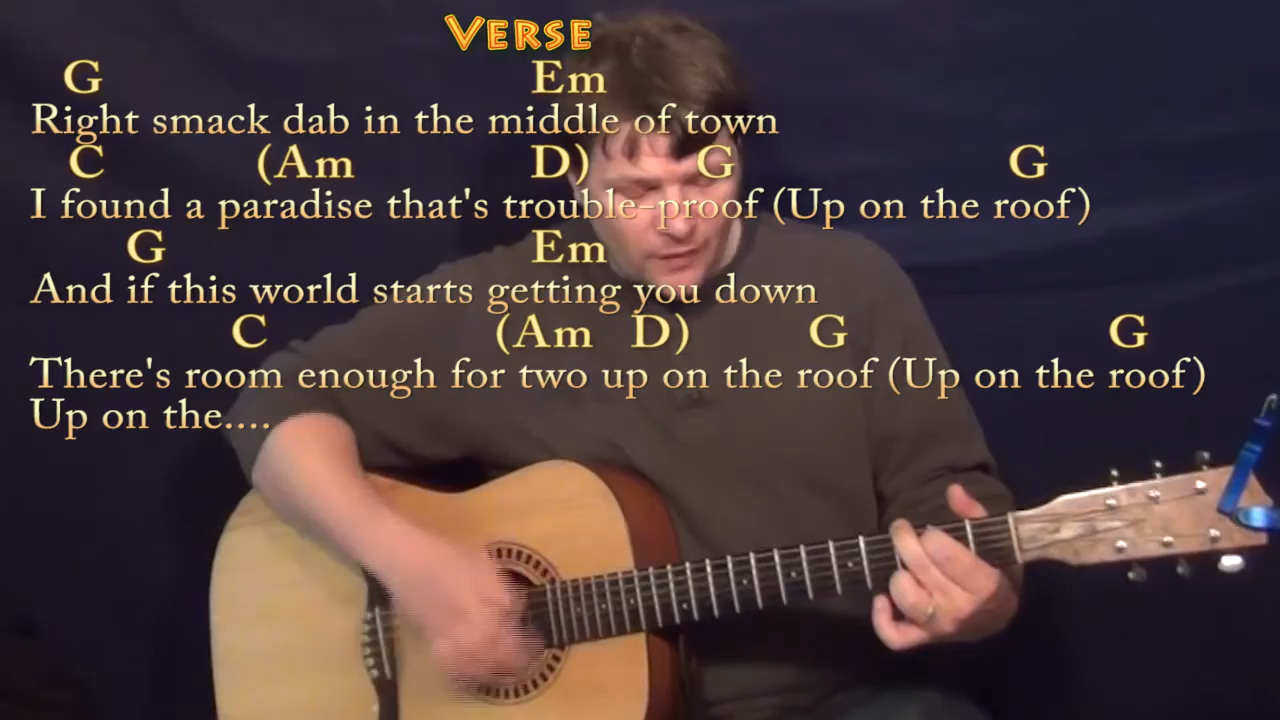 VERSE
G Em
Right smack dab in the middle of town
C (Am D) G G
I found a paradise that's trouble-proof (Up on the roof)
G Em
And if this world starts getting you down
C (Am D) G G
There's room enough for two up on the roof (Up on the roof)
Up on the....